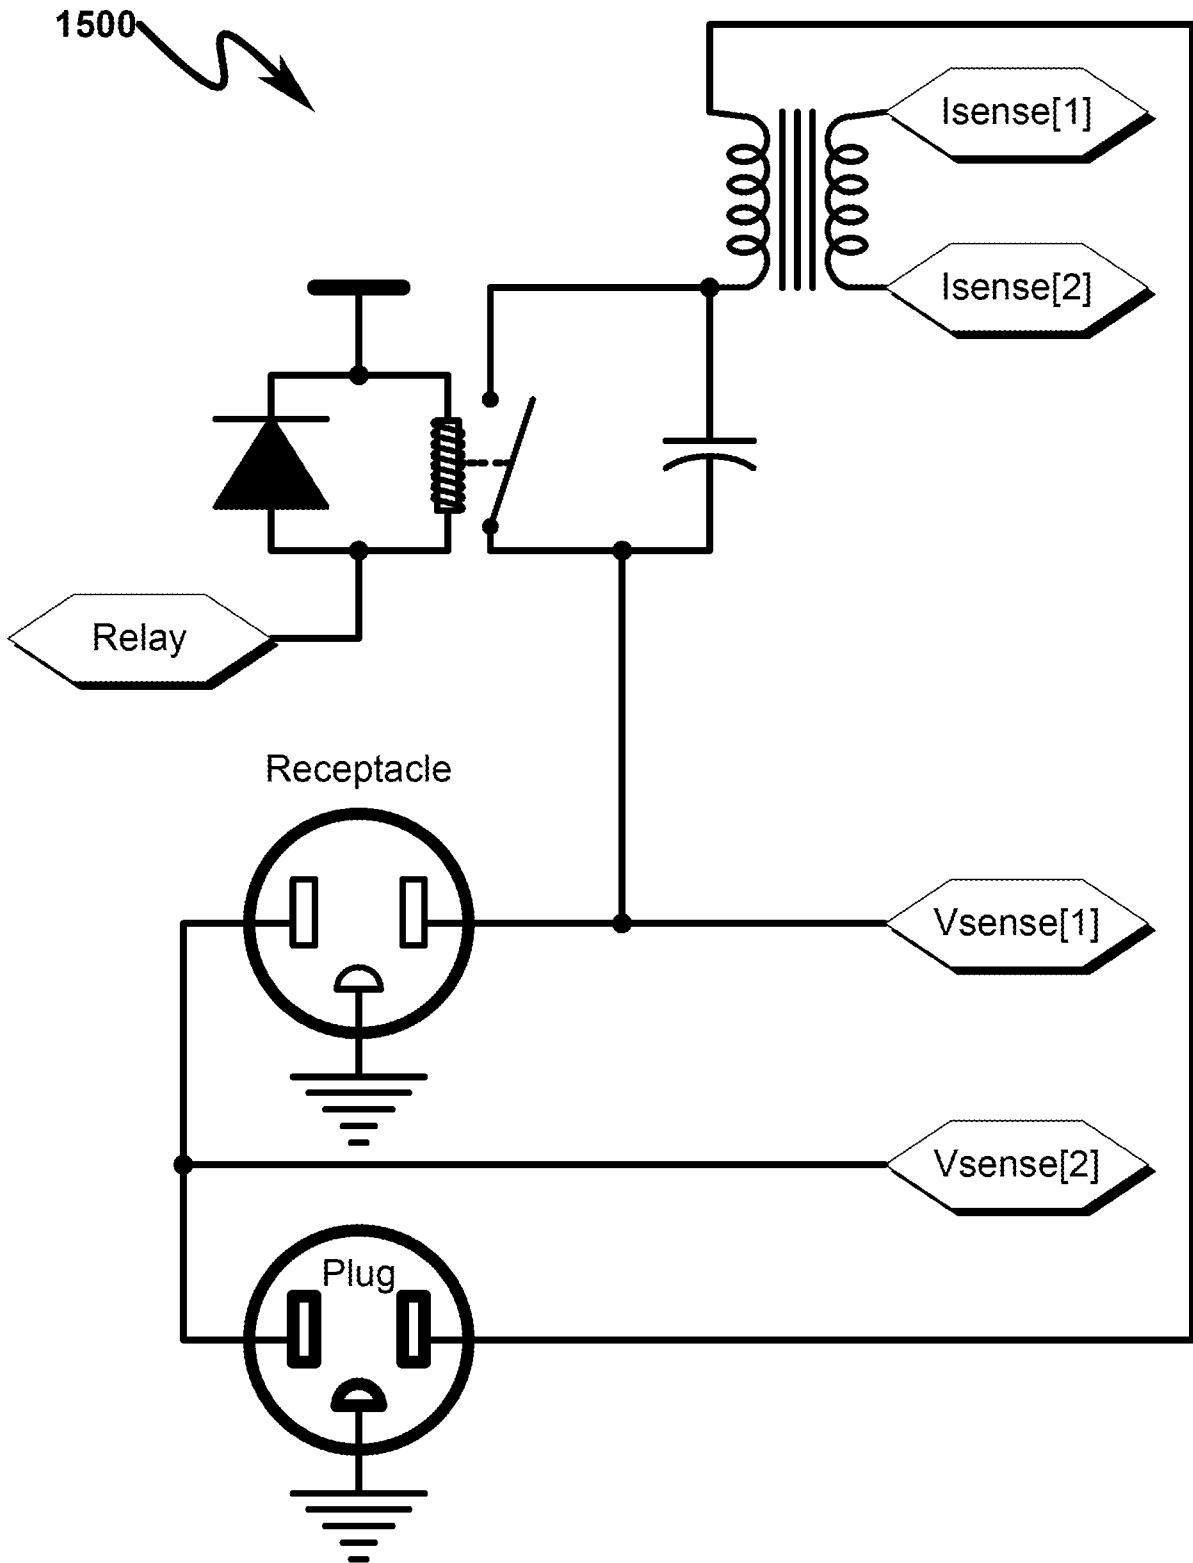 1500
Isense[1]
Isense[2]
Relay
Receptacle
Vsense[1]
Vsense[2]
Plug